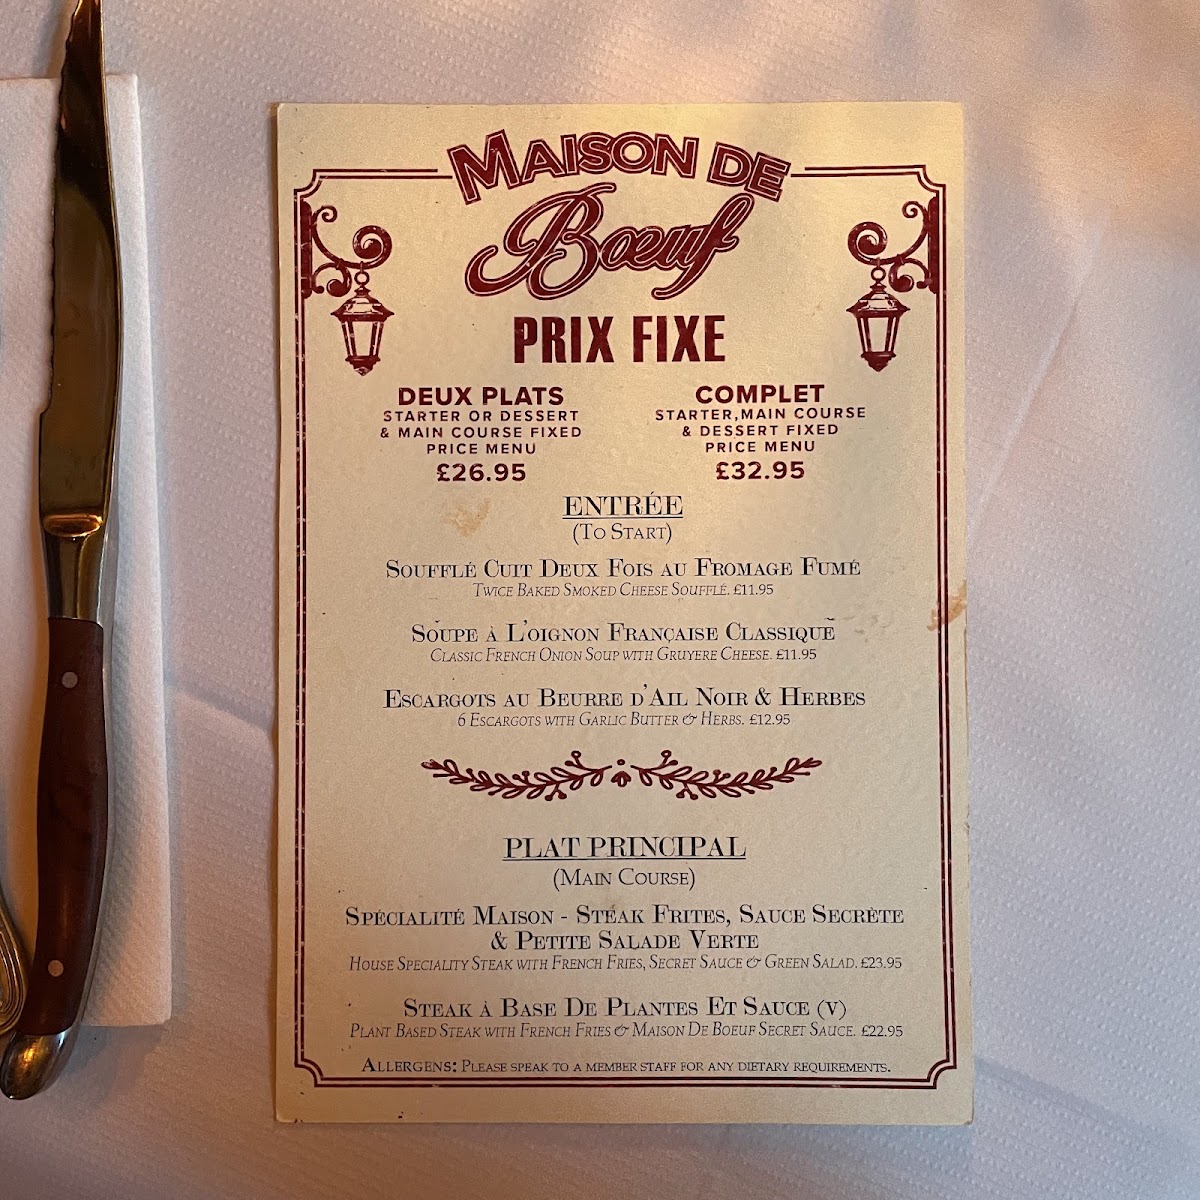 MAISON DE
Bœuf
PRIX FIXE
DEUX PLATS
STARTER OR DESSERT
& MAIN COURSE FIXED
PRICE MENU
£26.95
COMPLET
STARTER, MAIN COURSE
& DESSERT FIXED
PRICE MENU
£32.95
ENTRÉE
(TO START)
SOUFFLÉ CUIT DEUX FOIS AU FROMAGE FUMÉ
TWICE BAKED SMOKED CHEESE SOUFFLÉ. £11.95
SOUPE À L'OIGNON FRANÇAISE CLASSIQUE
CLASSIC FRENCH ONION SOUP WITH GRUYERE CHEESE. £11.95
ESCARGOTS AU BEURRE D'AIL NOIR & HERBES
6 ESCARGOTS WITH GARLIC BUTTER & HERBS. £12.95
PLAT PRINCIPAL
(MAIN COURSE)
SPÉCIALITÉ MAISON - STEAK FRITES, SAUCE SECRÈTE
& PETITE SALADE VERTE
HOUSE SPECIALITY STEAK WITH FRENCH FRIES, SECRET SAUCE & GREEN SALAD. £23.95
STEAK À BASE DE PLANTES ET SAUCE (V)
PLANT BASED STEAK WITH FRENCH FRIES & MAISON DE BOEUF SECRET SAUCE. £22.95
ALLERGENS: PLEASE SPEAK TO A MEMBER STAFF FOR ANY DIETARY REQUIREMENTS.